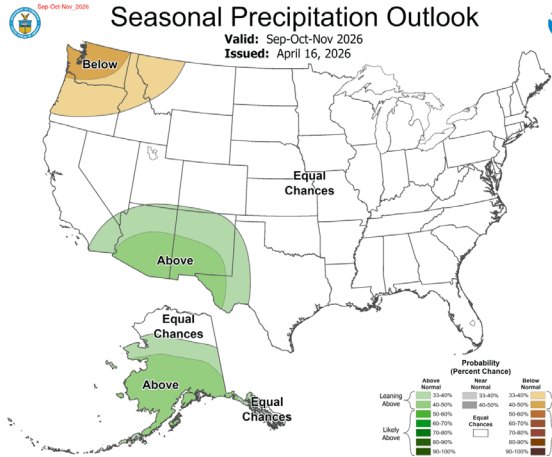 Sep-Oct-Nov_2026
Seasonal Precipitation Outlook
Valid: Sep-Oct-Nov 2026
Issued: April 16, 2026
Below
Equal
Chances
Above
Equal
Chances
Above
Equal
Chances
Probability
(Percent Chance)
Above
Normal
Near
Normal
Below
Normal
Leaning
Above
33-40%
33-40%
33-40%
40-50%
40-50%
40-50%
Likely
Above
50-60%
60-70%
70-80%
80-90%
90-100%
Equal
Chances
50-60%
60-70%
70-80%
80-90%
90-100%